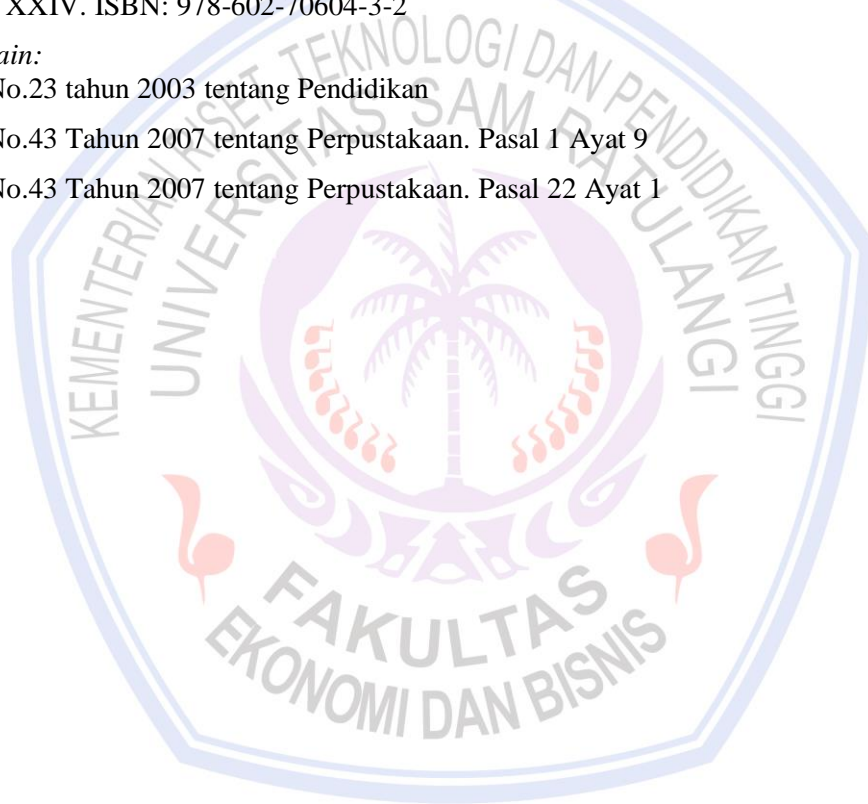 XXIV. ISBN: 978-602-70604-3-2
ain:
No.23 tahun 2003 tentang Pendidikan
No.43 Tahun 2007 tentang Perpustakaan. Pasal 1 Ayat 9
No.43 Tahun 2007 tentang Perpustakaan. Pasal 22 Ayat 1
KEMENTERIAN RISET TEKNOLOGI DAN PENDIDIKAN TINGGI
UNIVERSITAS SAM RATULANGI
FAKULTAS
EKONOMI DAN BISNIS